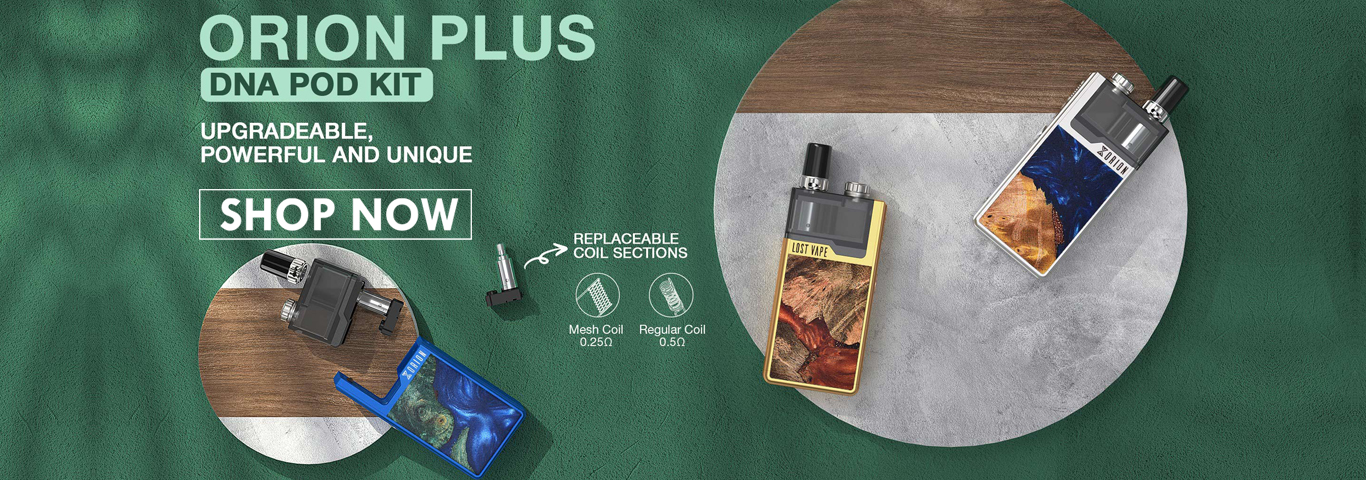 ORION PLUS
DNA POD KIT
UPGRADEABLE,
POWERFUL AND UNIQUE
SHOP NOW
REPLACEABLE
COIL SECTIONS
Mesh Coil
0.25Ω
Regular Coil
0.5Ω
ORION
LOST VAPE
ORION